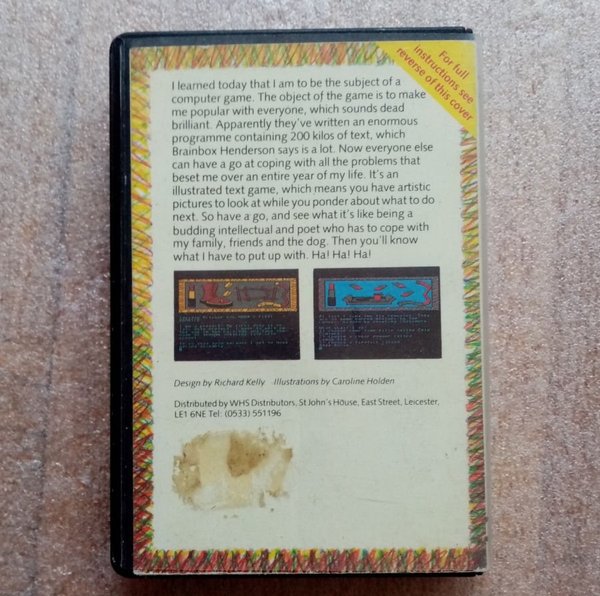 For full
instructions see
reverse of this cover
I learned today that I am to be the subject of a
computer game. The object of the game is to make
me popular with everyone, which sounds dead
brilliant. Apparently they've written an enormous
programme containing 200 kilos of text, which
Brainbox Henderson says is a lot. Now everyone else
can have a go at coping with all the problems that
beset me over an entire year of my life. It's an
illustrated text game, which means you have artistic
pictures to look at while you ponder about what to do
next. So have a go, and see what it's like being a
budding intellectual and poet who has to cope with
my family, friends and the dog. Then you'll know
what I have to put up with. Ha! Ha! Ha!
Design by Richard Kelly Illustrations by Caroline Holden
Distributed by WHS Distributors, St John's House, East Street, Leicester,
LE1 6NE Tel: (0533) 551196